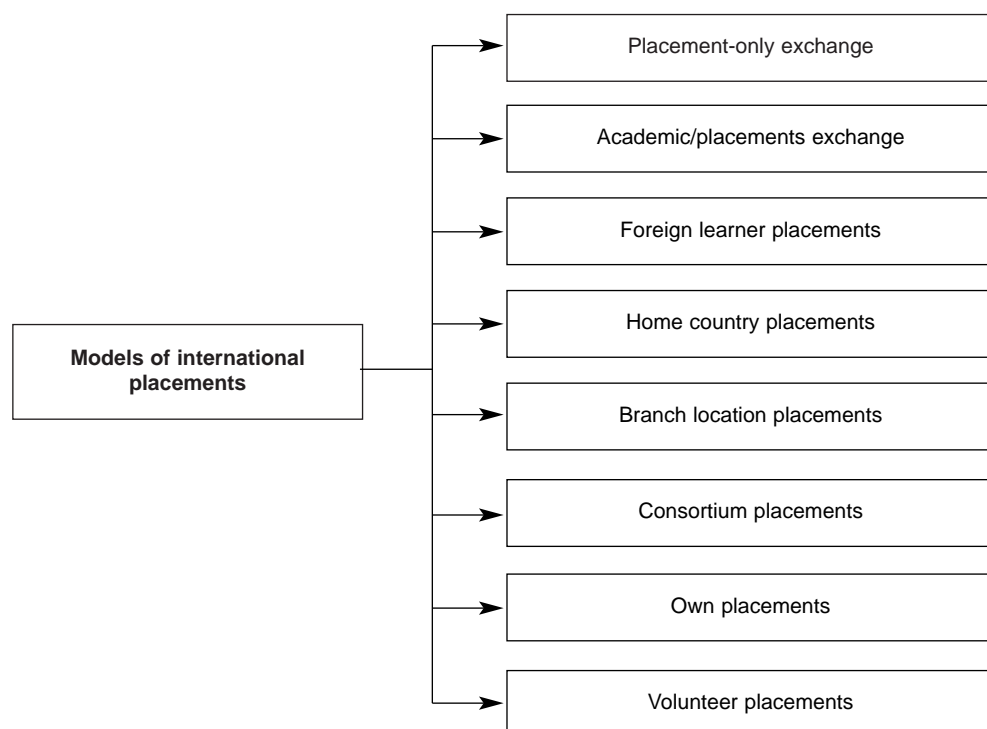 Placement-only exchange
Academic/placements exchange
Foreign learner placements
Home country placements
Models of international
placements
Branch location placements
Consortium placements
Own placements
Volunteer placements